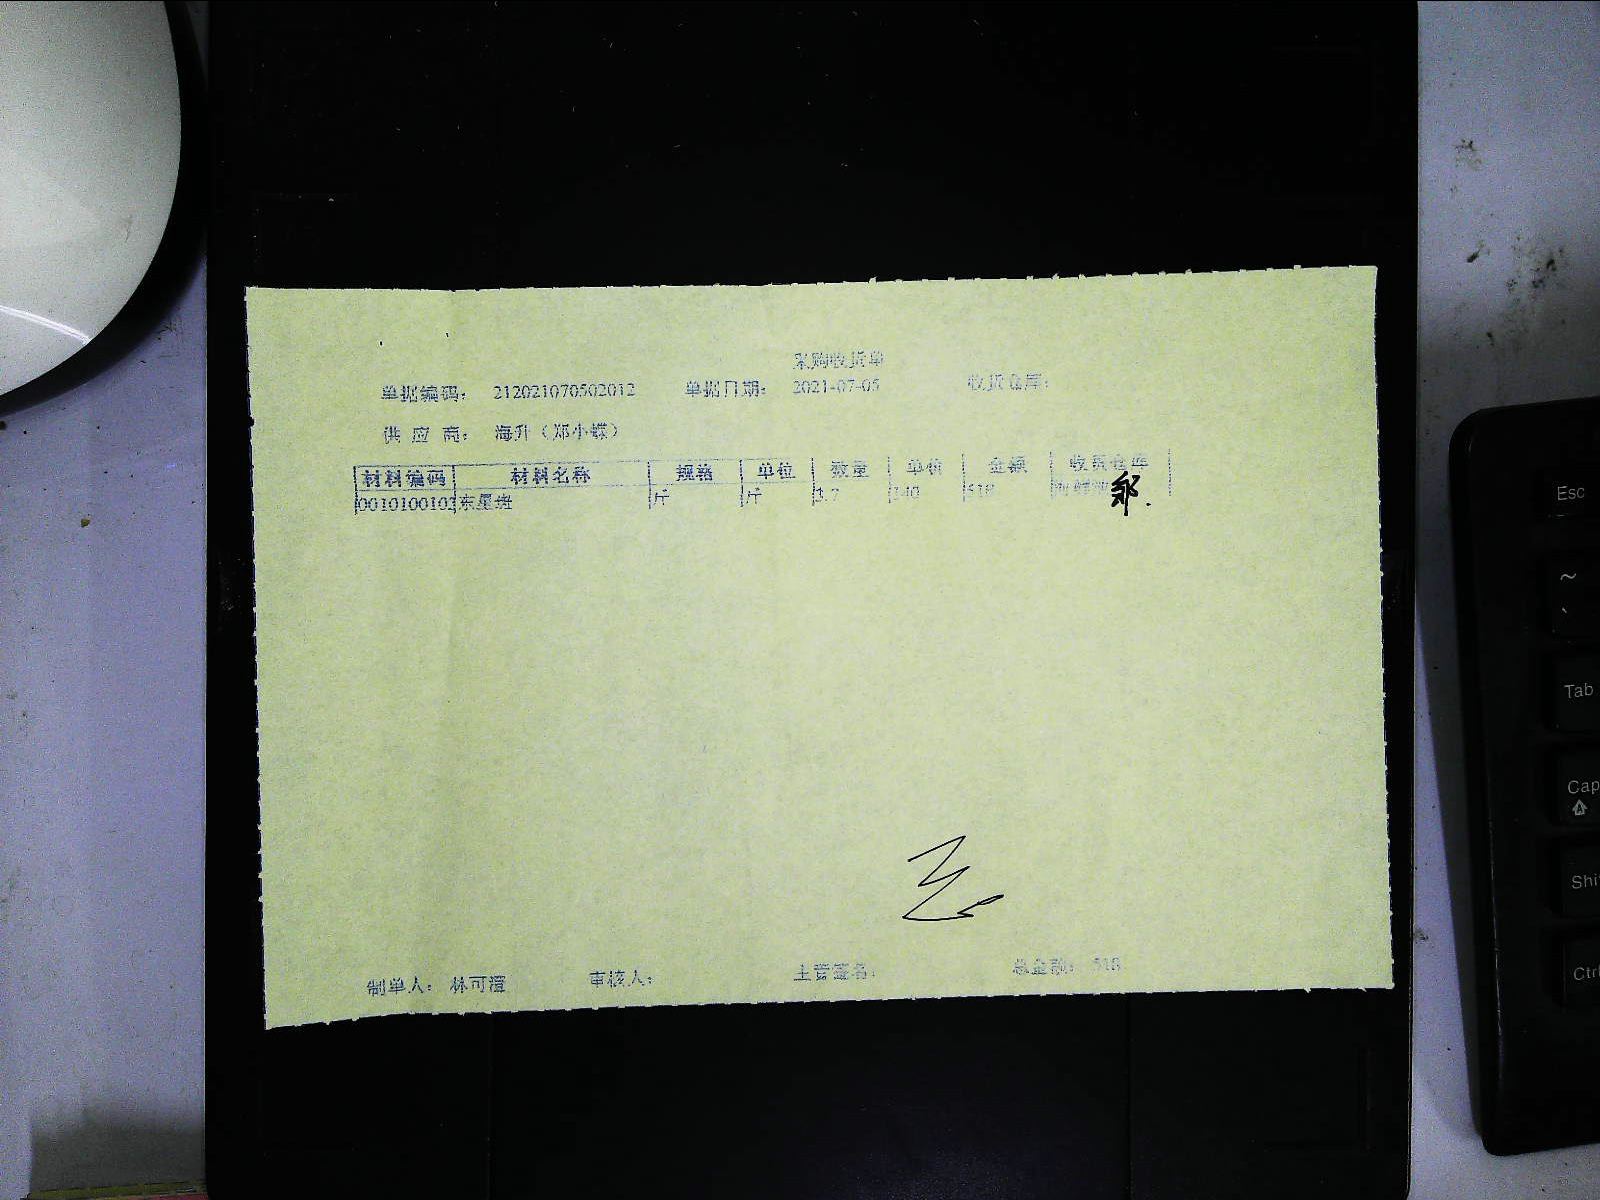 采购收货单
单据编码： 212021070502012 单据日期： 2021-07-05 收货仓库：
供 应 商： 海升（郑小蝶）
材料编码 材料名称 规格 单位 数量 单价 金额 收货仓库
0010100102 东星斑 斤 斤 3.7 140 518 海鲜池
制单人： 林可澄 审核人： 主管签名： 总金额： 518
Esc
~
`
Tab
Cap
Shi
Ctrl